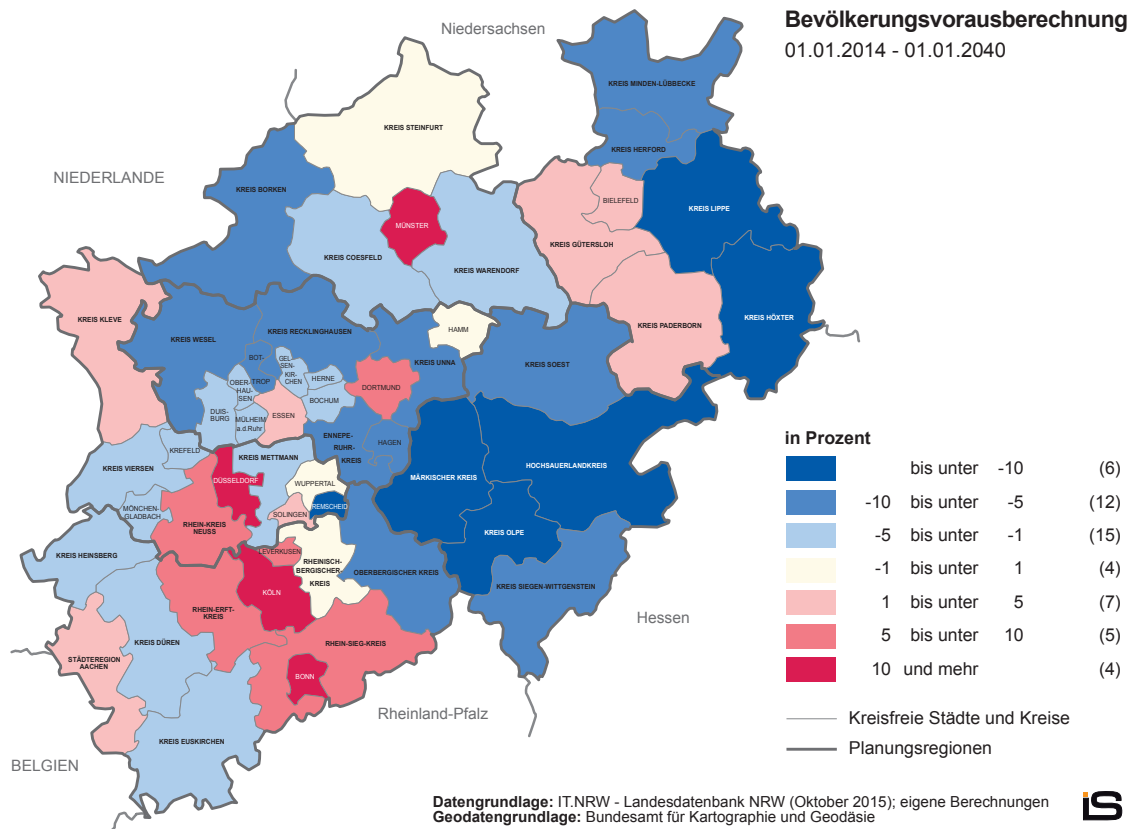 Bevölkerungsvorausberechnung
01.01.2014 - 01.01.2040
Niedersachsen
NIEDERLANDE
BELGIEN
Rheinland-Pfalz
Hessen
KREIS MINDEN-LÜBBECKE
KREIS HERFORD
KREIS STEINFURT
KREIS BORKEN
BIELEFELD
KREIS LIPPE
MÜNSTER
KREIS GÜTERSLOH
KREIS COESFELD
KREIS WARENDORF
KREIS HÖXTER
KREIS KLEVE
KREIS PADERBORN
KREIS RECKLINGHAUSEN
HAMM
KREIS WESEL
KREIS UNNA
KREIS SOEST
BOT-
TROP
GEL-
SEN-
KIR-
CHEN
OBER-
HAU-
SEN
HERNE
DORTMUND
BOCHUM
DUIS-
BURG
MÜLHEIM
a.d.Ruhr
ESSEN
ENNEPE-
RUHR-
KREIS
HAGEN
KREFELD
KREIS METTMANN
KREIS VIERSEN
HOCHSAUERLANDKREIS
MÄRKISCHER KREIS
DÜSSELDORF
WUPPERTAL
REMSCHEID
MÖNCHEN-
GLADBACH
SOLINGEN
RHEIN-KREIS
NEUSS
KREIS OLPE
KREIS HEINSBERG
LEVERKUSEN
RHEINISCH-
BERGISCHER-
KREIS
OBERBERGISCHER KREIS
KREIS SIEGEN-WITTGENSTEIN
KÖLN
RHEIN-ERFT-
KREIS
KREIS DÜREN
RHEIN-SIEG-KREIS
STÄDTEREGION
AACHEN
BONN
KREIS EUSKIRCHEN
in Prozent
bis unter -10 (6)
-10 bis unter -5 (12)
-5 bis unter -1 (15)
-1 bis unter 1 (4)
1 bis unter 5 (7)
5 bis unter 10 (5)
10 und mehr (4)
Kreisfreie Städte und Kreise
Planungsregionen
Datengrundlage: IT.NRW - Landesdatenbank NRW (Oktober 2015); eigene Berechnungen
Geodatengrundlage: Bundesamt für Kartographie und Geodäsie
iS